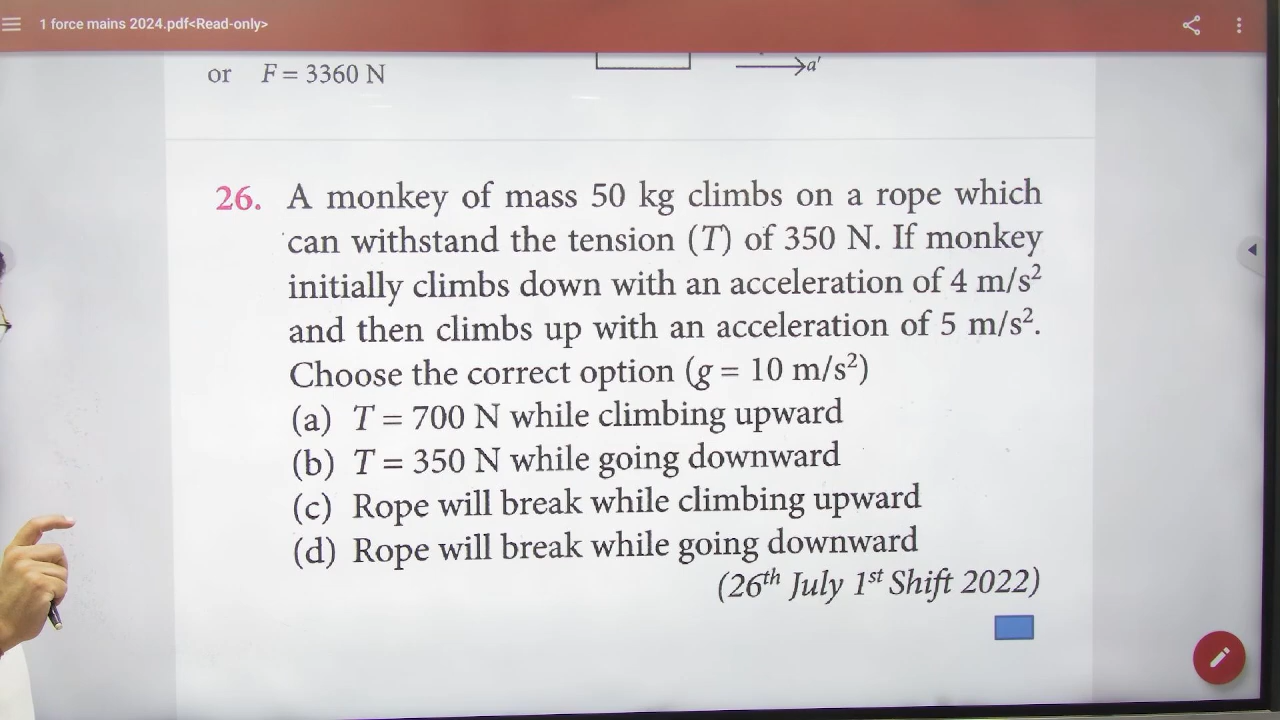 1 force mains 2024.pdf<Read-only>
or F = 3360 N
a'
26. A monkey of mass 50 kg climbs on a rope which
can withstand the tension (T) of 350 N. If monkey
initially climbs down with an acceleration of 4 m/s²
and then climbs up with an acceleration of 5 m/s².
Choose the correct option (g = 10 m/s²)
(a) T = 700 N while climbing upward
(b) T = 350 N while going downward
(c) Rope will break while climbing upward
(d) Rope will break while going downward
(26th July 1st Shift 2022)